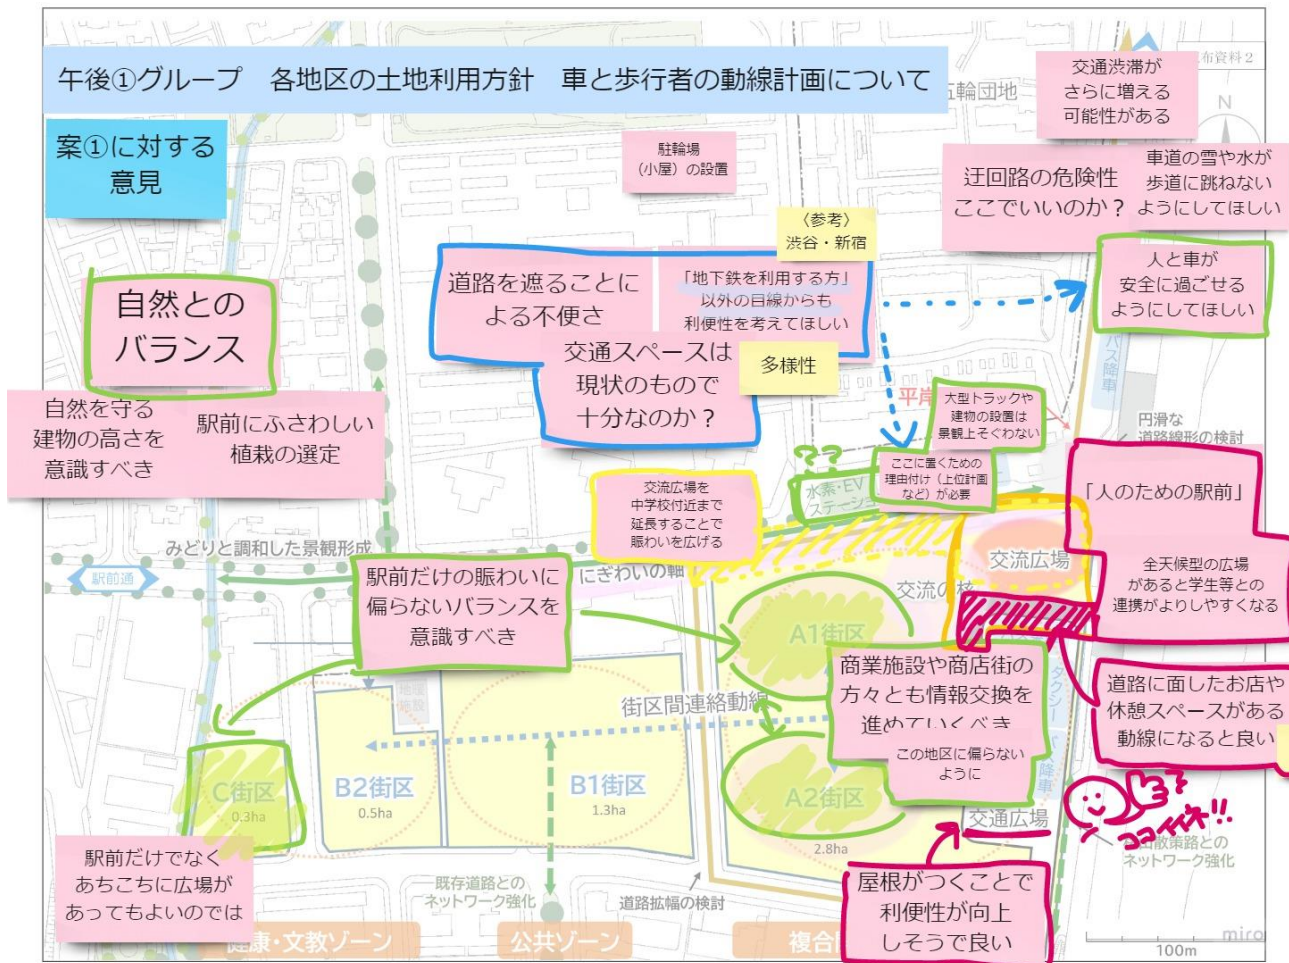 午後①グループ　各地区の土地利用方針　車と歩行者の動線計画について
布資料２
五輪団地
N
交通渋滞が
さらに増える
可能性がある
案①に対する
意見
駐輪場
（小屋）の設置
迂回路の危険性
ここでいいのか？
車道の雪や水が
歩道に跳ねない
ようにしてほしい
〈参考〉
渋谷・新宿
道路を遮ることに
よる不便さ
「地下鉄を利用する方」
以外の目線からも
利便性を考えてほしい
人と車が
安全に過ごせる
ようにしてほしい
自然との
バランス
交通スペースは
現状のもので
十分なのか？
多様性
バス降車
自然を守る
建物の高さを
意識すべき
駅前にふさわしい
植栽の選定
平岸
大型トラックや
建物の設置は
景観上そぐわない
円滑な
道路線形の検討
??
水素・EV
ステーション
ここに置くための
理由付け（上位計画
など）が必要
交流広場を
中学校付近まで
延長することで
賑わいを広げる
「人のための駅前」
全天候型の広場
があると学生等との
連携がよりしやすくなる
みどりと調和した景観形成
駅前通
にぎわいの軸
交流広場
交流の核
駅前だけの賑わいに
偏らないバランスを
意識すべき
A1街区
商業施設や商店街の
方々とも情報交換を
進めていくべき
この地区に偏らない
ように
道路に面したお店や
休憩スペースがある
動線になると良い
タクシー
バス降車
街区間連絡動線
C街区
0.3ha
B2街区
0.5ha
B1街区
1.3ha
A2街区
2.8ha
交通広場
ココイイネ!!
散策路との
ネットワーク強化
駅前だけでなく
あちこちに広場が
あってもよいのでは
既存道路との
ネットワーク強化
道路拡幅の検討
屋根がつくことで
利便性が向上
しそうで良い
健康・文教ゾーン
公共ゾーン
複合
100m
miro